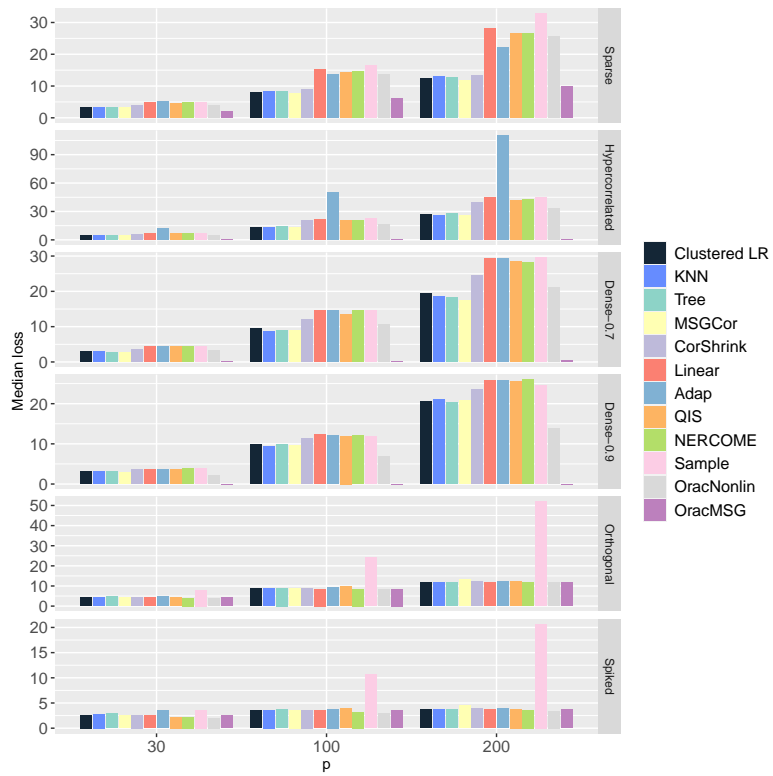 30
20
10
0
Sparse
90
60
30
0
Hypercorrelated
30
20
10
0
Dense−0.7
20
10
0
Dense−0.9
50
40
30
20
10
0
Orthogonal
20
15
10
5
0
Spiked
30
100
200
p
Median loss
Clustered LR
KNN
Tree
MSGCor
CorShrink
Linear
Adap
QIS
NERCOME
Sample
OracNonlin
OracMSG